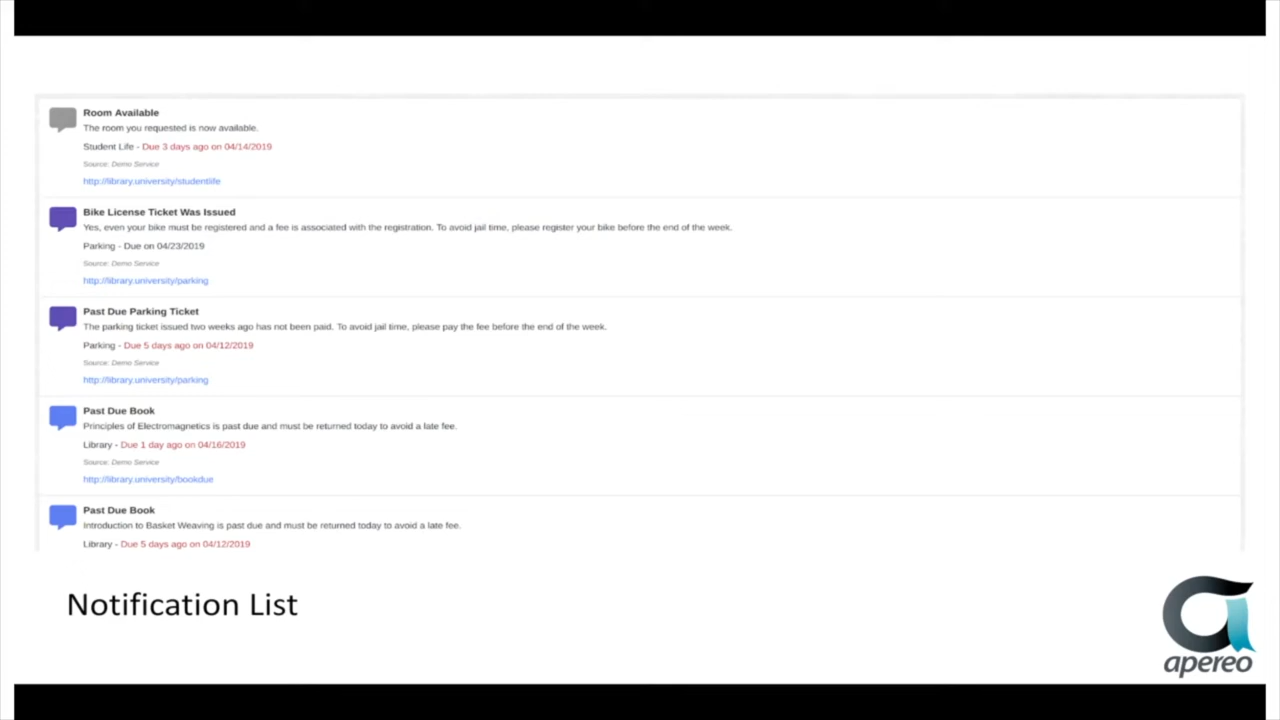 Room Available
The room you requested is now available.
Student Life - Due 3 days ago on 04/14/2019
Source: Demo Service
http://library.university/studentlife
Bike License Ticket Was Issued
Yes, even your bike must be registered and a fee is associated with the registration. To avoid jail time, please register your bike before the end of the week.
Parking - Due on 04/23/2019
Source: Demo Service
http://library.university/parking
Past Due Parking Ticket
The parking ticket issued two weeks ago has not been paid. To avoid jail time, please pay the fee before the end of the week.
Parking - Due 5 days ago on 04/12/2019
Source: Demo Service
http://library.university/parking
Past Due Book
Principles of Electromagnetics is past due and must be returned today to avoid a late fee.
Library - Due 1 day ago on 04/16/2019
Source: Demo Service
http://library.university/bookdue
Past Due Book
Introduction to Basket Weaving is past due and must be returned today to avoid a late fee.
Library - Due 5 days ago on 04/12/2019
Notification List
apereo